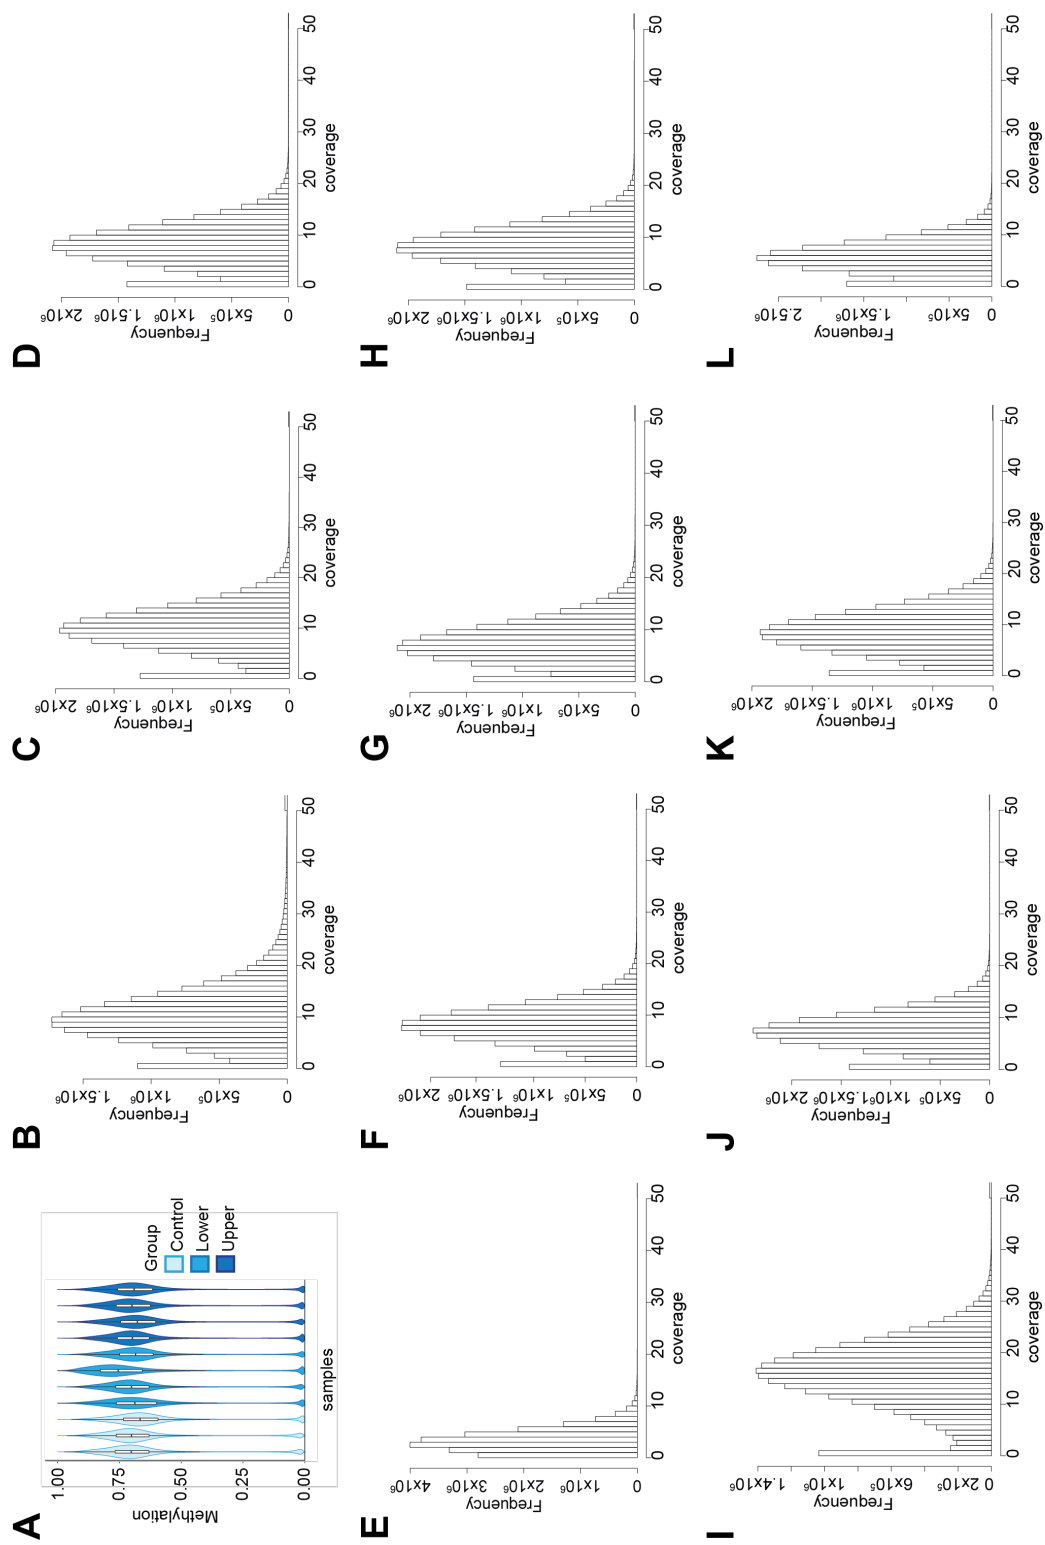 A
Methylation
1.00
0.75
0.50
0.25
0.00
samples
Group
Control
Lower
Upper
B
Frequency
1.5x10⁶
1x10⁶
5x10⁵
0
0 10 20 30 40 50
coverage
C
Frequency
2x10⁶
1.5x10⁶
1x10⁶
5x10⁵
0
0 10 20 30 40 50
coverage
D
Frequency
2x10⁶
1.510⁶
1x10⁶
5x10⁵
0
0 10 20 30 40 50
coverage
E
Frequency
4x10⁶
3x10⁶
2x10⁶
1x10⁶
0
0 10 20 30 40 50
coverage
F
Frequency
2x10⁶
1.5x10⁶
1x10⁶
5x10⁵
0
0 10 20 30 40 50
coverage
G
Frequency
2x10⁶
1.5x10⁶
1x10⁶
5x10⁵
0
0 10 20 30 40 50
coverage
H
Frequency
2x10⁶
1.5x10⁶
1x10⁶
5x10⁵
0
0 10 20 30 40 50
coverage
I
Frequency
1.4x10⁶
1x10⁶
6x10⁵
2x10⁵
0
0 10 20 30 40 50
coverage
J
Frequency
2x10⁶
1.5x10⁶
1x10⁶
5x10⁵
0
0 10 20 30 40 50
coverage
K
Frequency
2x10⁶
1.5x10⁶
1x10⁶
5x10⁵
0
0 10 20 30 40 50
coverage
L
Frequency
2.510⁶
1.5x10⁶
5x10⁵
0
0 10 20 30 40 50
coverage